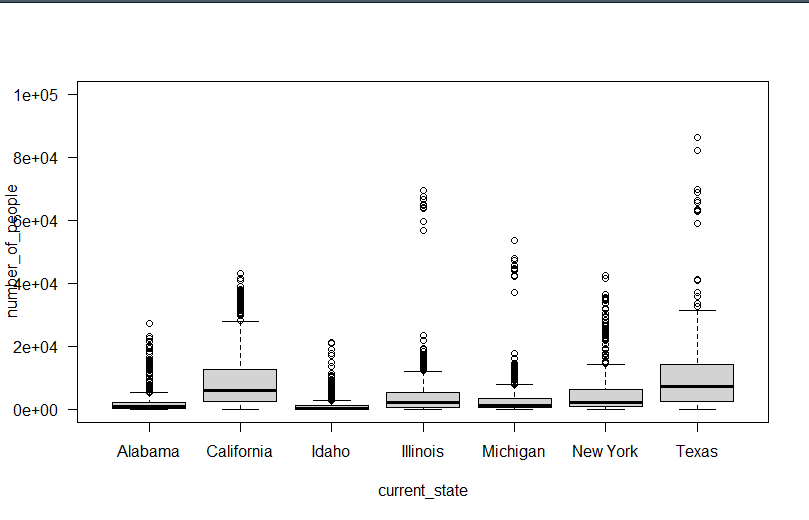 1e+05
8e+04
6e+04
4e+04
2e+04
0e+00
number_of_people
Alabama California Idaho Illinois Michigan New York Texas
current_state